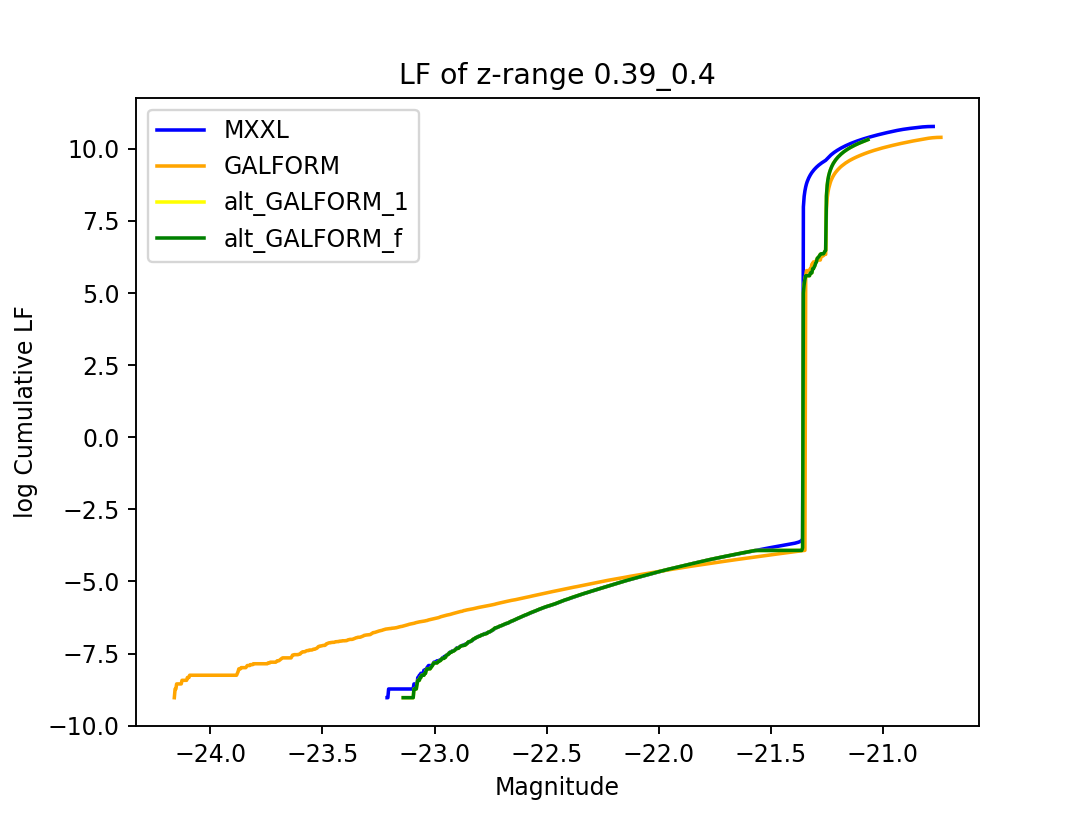 LF of z-range 0.39_0.4
MXXL
GALFORM
alt_GALFORM_1
alt_GALFORM_f
10.0
7.5
5.0
2.5
0.0
−2.5
−5.0
−7.5
−10.0
log Cumulative LF
−24.0 −23.5 −23.0 −22.5 −22.0 −21.5 −21.0
Magnitude